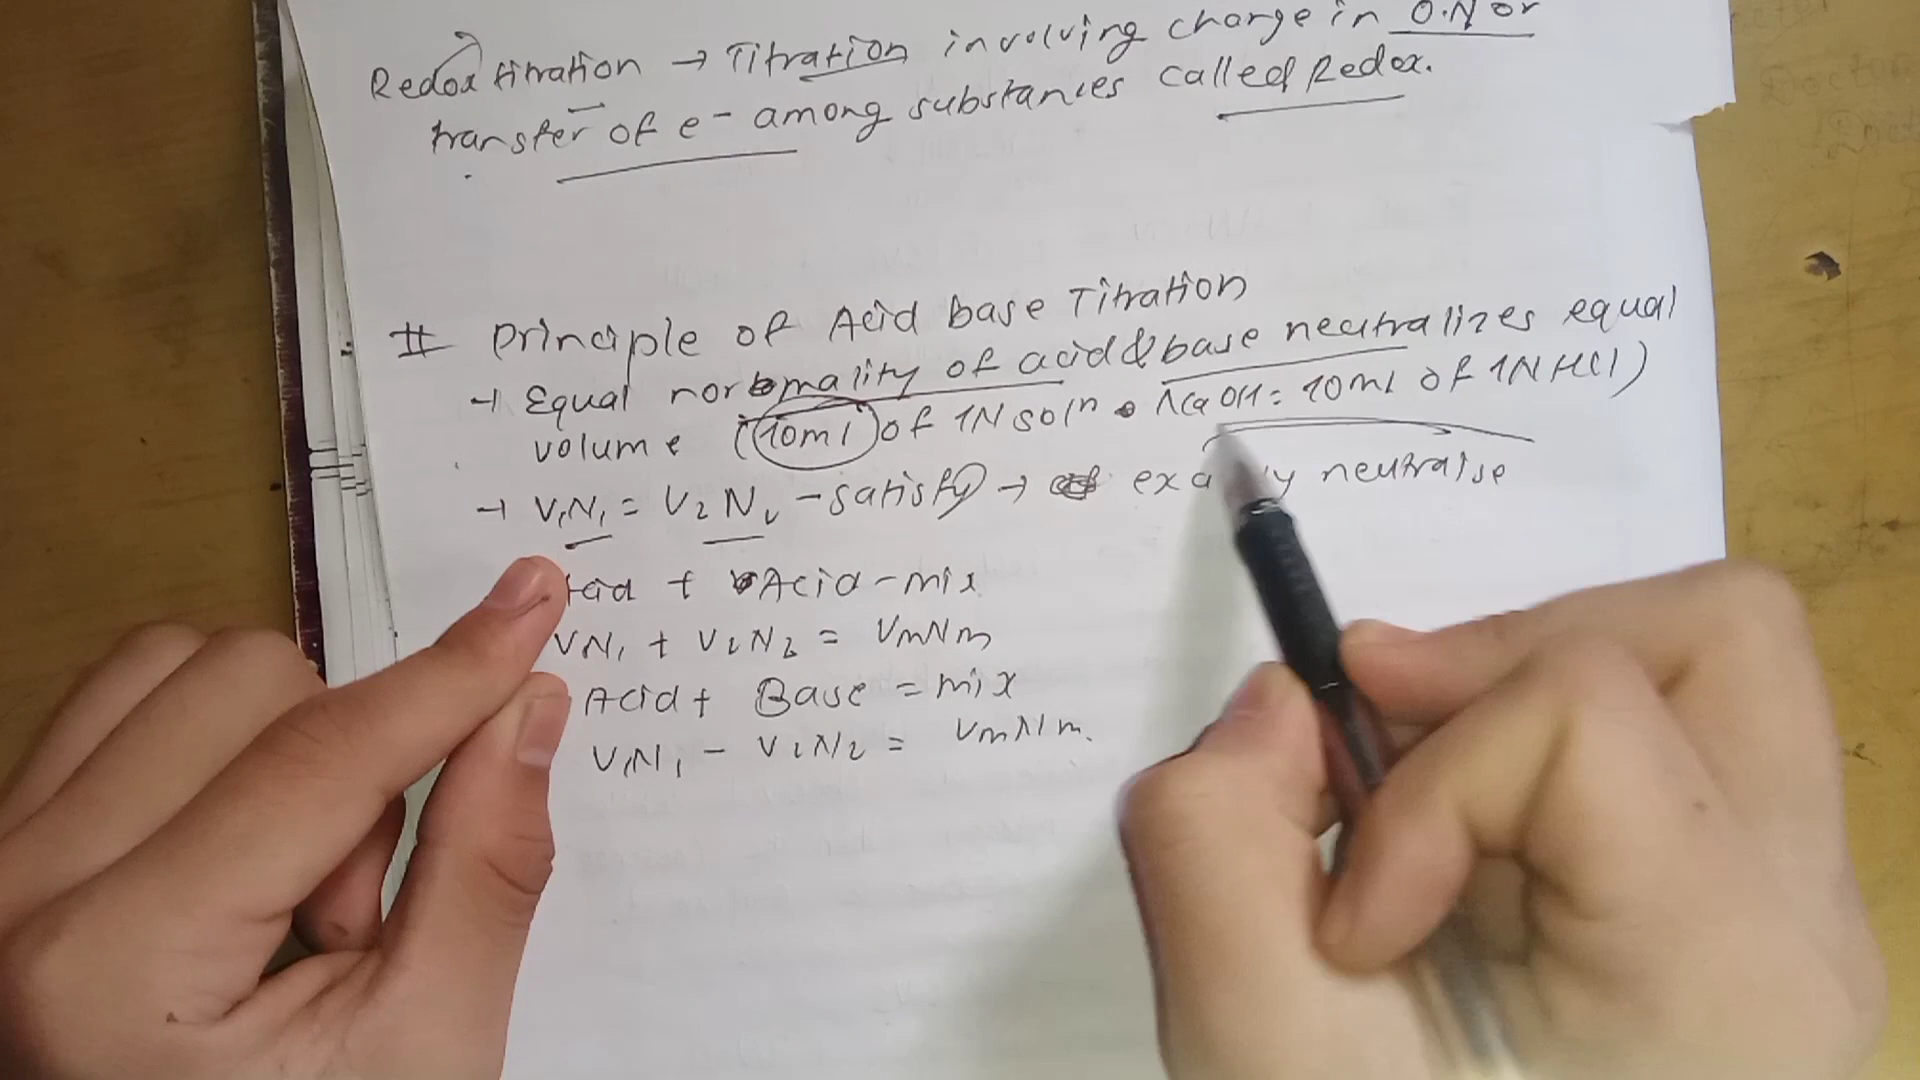 Redox titration → Titration involving change in O.N or
transfer of e- among substances called Redox.
# Principle of Acid base Titration
→ Equal normality of acid & base neutralizes equal
volume (10ml of 1N soln NaOH = 10ml of 1N HCl)
→ V₁N₁ = V₂N₂ - satisfy → neutralise
+ Acid - mix
VN₁ + V₂N₂ = VmNm
Acid + Base = mix
V₁N₁ - V₂N₂ = VmNm.